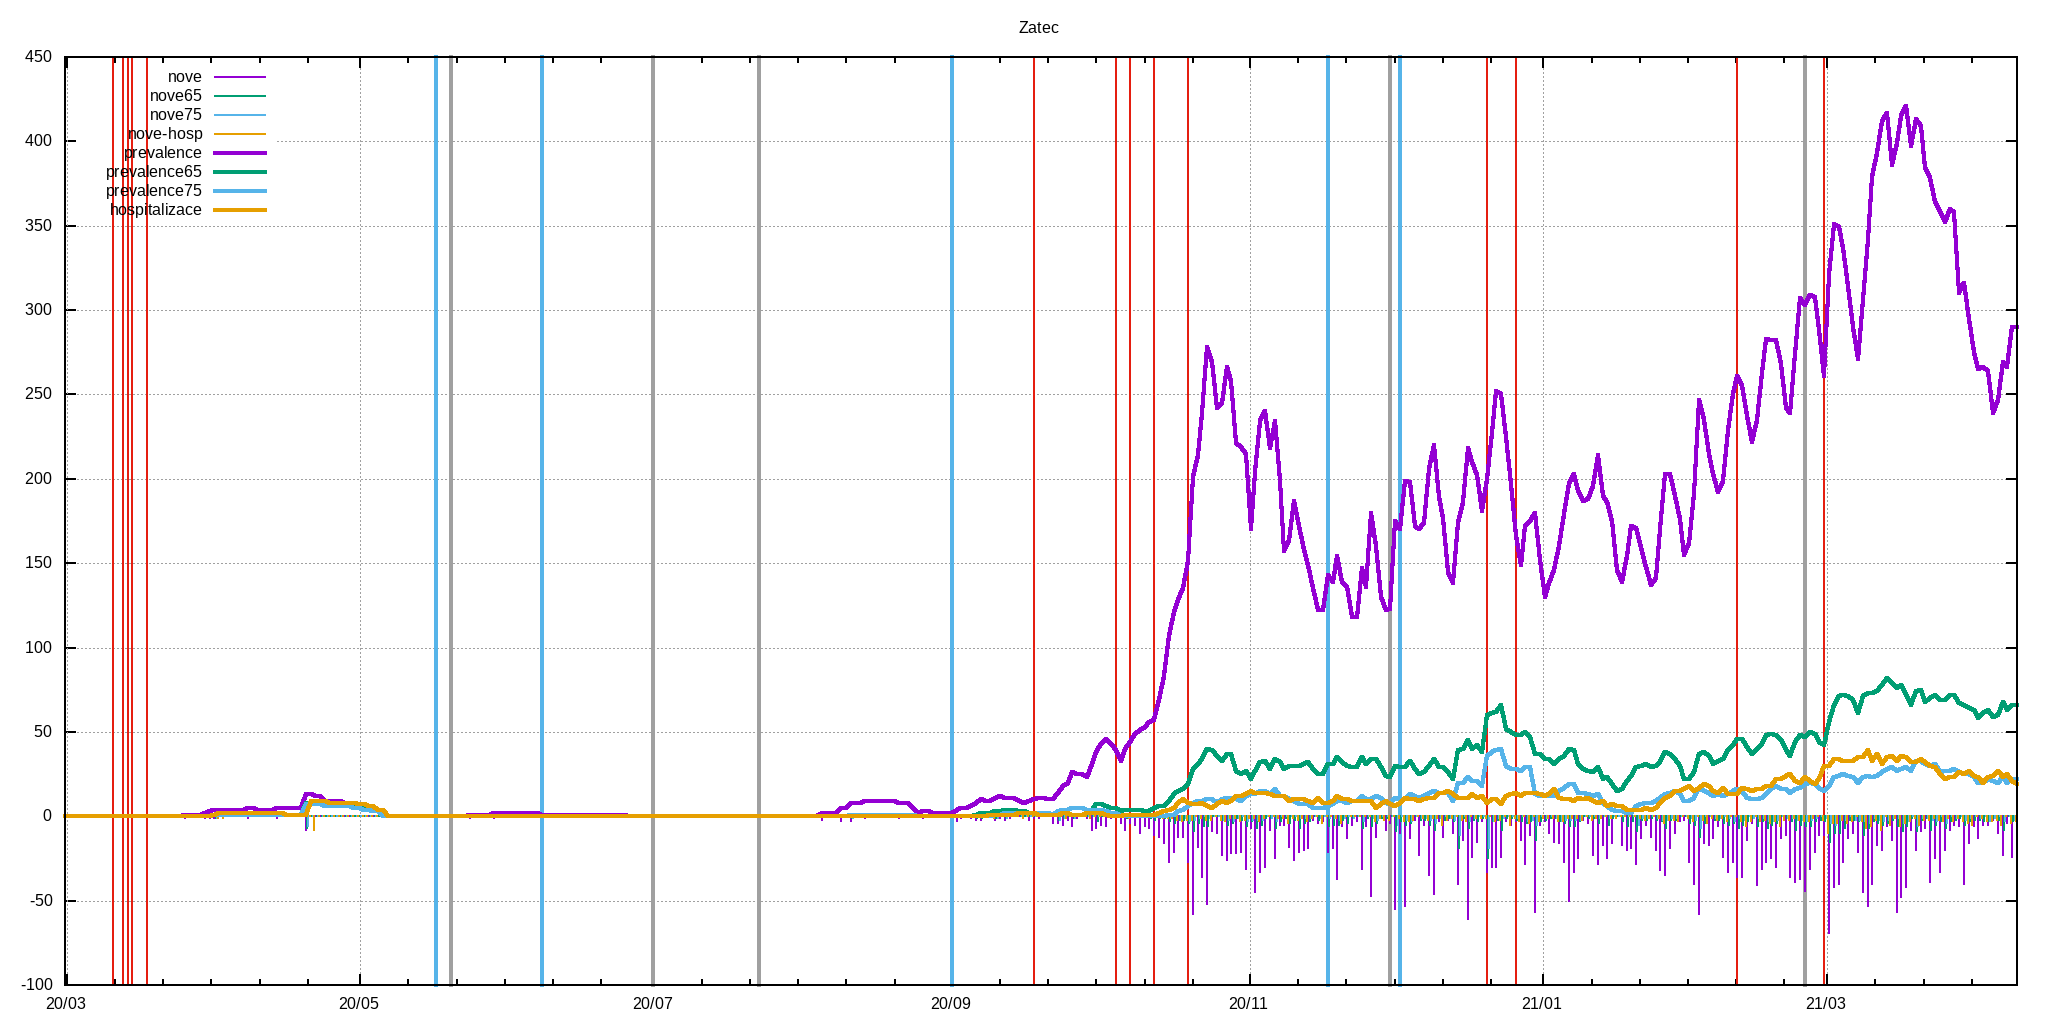 Zatec
450
400
350
300
250
200
150
100
50
0
-50
-100
nove
nove65
nove75
nove-hosp
prevalence
prevalence65
prevalence75
hospitalizace
20/03 20/05 20/07 20/09 20/11 21/01 21/03